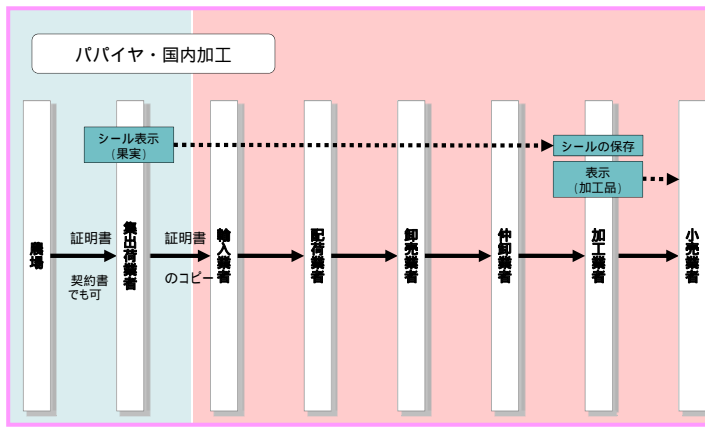 パパイヤ・国内加工
シール表示
(果実)
シールの保存
表示
(加工品)
農場
証明書
契約書
でも可
集出荷業者
証明書
のコピー
輸入業者
配荷業者
卸売業者
仲卸業者
加工業者
小売業者